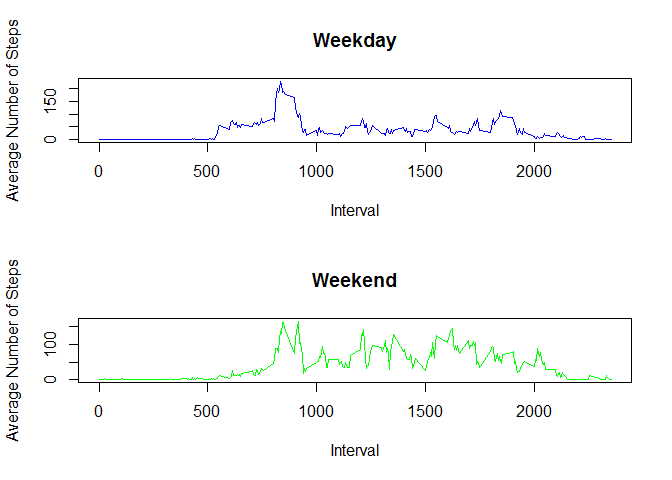 Weekday
Average Number of Steps
150
0
0 500 1000 1500 2000
Interval
Weekend
Average Number of Steps
100
0
0 500 1000 1500 2000
Interval